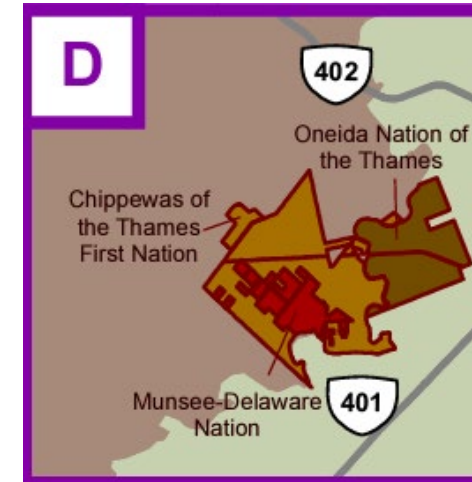 D
402
Oneida Nation of
the Thames
Chippewas of
the Thames
First Nation
Munsee-Delaware
Nation
401